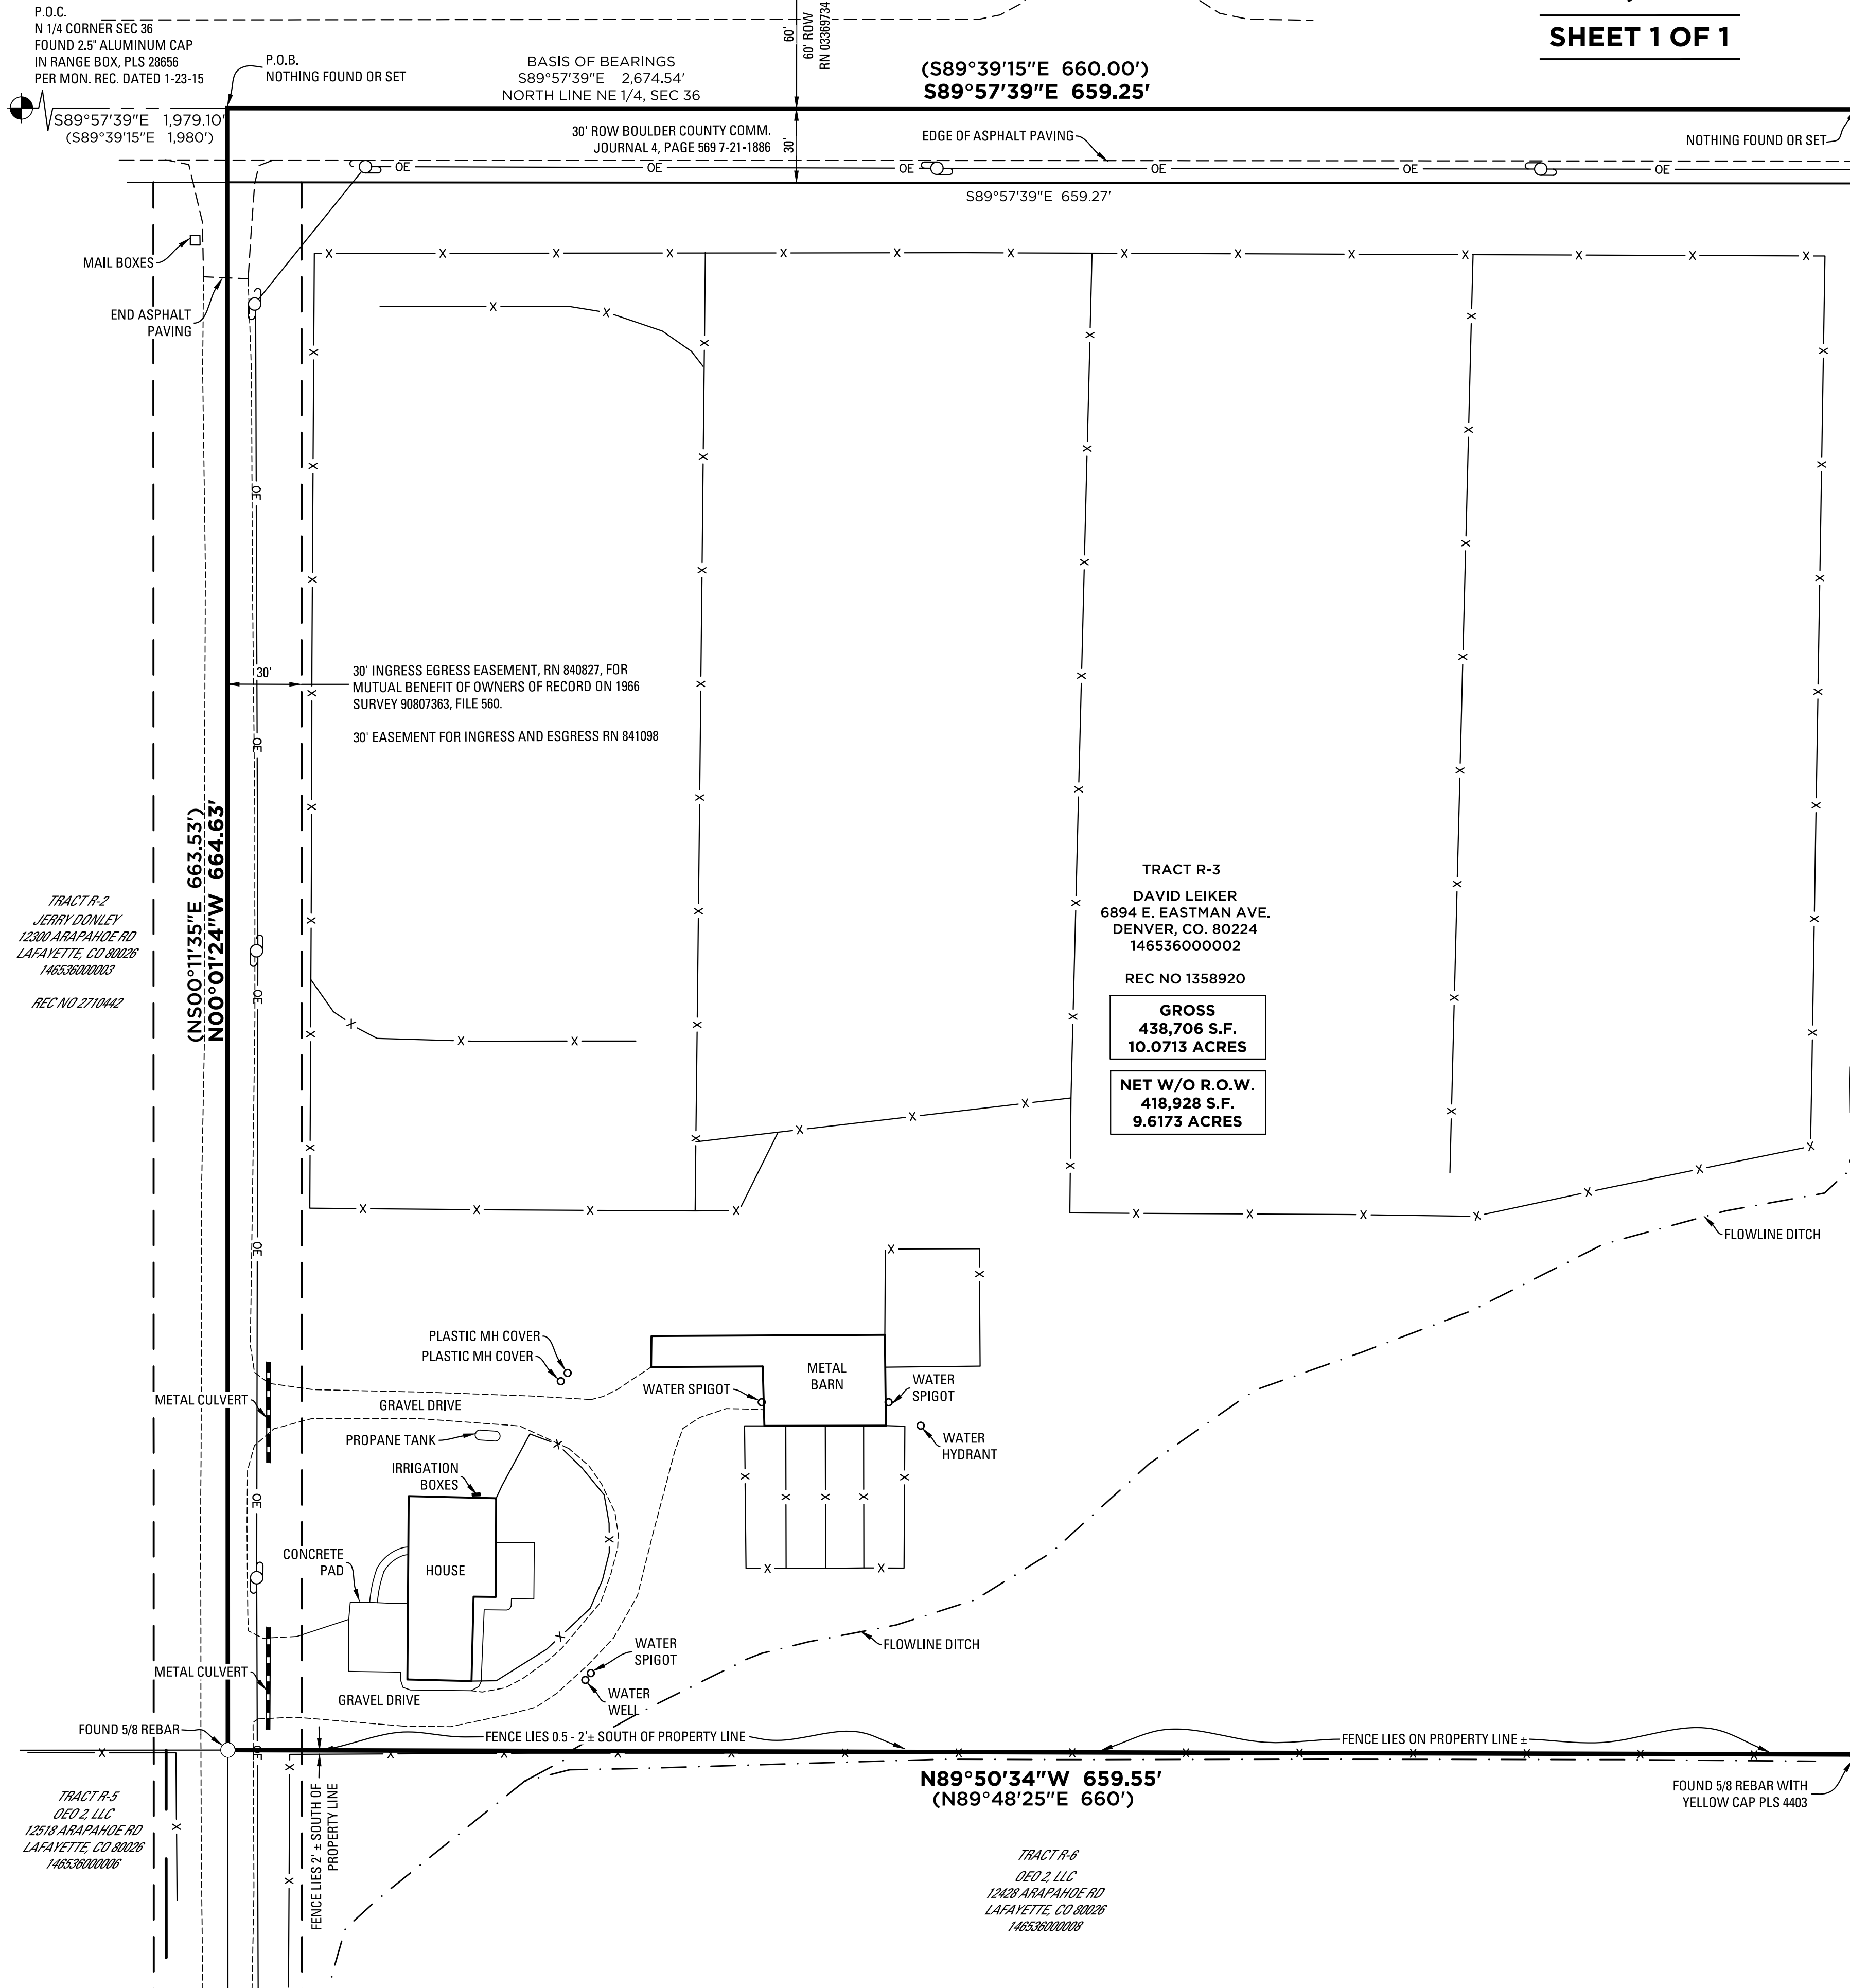 SHEET 1 OF 1
P.O.C.
N 1/4 CORNER SEC 36
FOUND 2.5" ALUMINUM CAP
IN RANGE BOX, PLS 28656
PER MON. REC. DATED 1-23-15
P.O.B.
NOTHING FOUND OR SET
BASIS OF BEARINGS
S89°57'39"E 2,674.54'
NORTH LINE NE 1/4, SEC 36
60'
60' ROW
RN 03369734
(S89°39'15"E 660.00')
S89°57'39"E 659.25'
S89°57'39"E 1,979.10'
(S89°39'15"E 1,980')
30' ROW BOULDER COUNTY COMM.
JOURNAL 4, PAGE 569 7-21-1886
30'
EDGE OF ASPHALT PAVING
NOTHING FOUND OR SET
OE OE OE OE OE OE
S89°57'39"E 659.27'
MAIL BOXES
END ASPHALT
PAVING
X X X X X X X X X X X X X X
X X
OE
30'
30' INGRESS EGRESS EASEMENT, RN 840827, FOR
MUTUAL BENEFIT OF OWNERS OF RECORD ON 1966
SURVEY 90807363, FILE 560.
30' EASEMENT FOR INGRESS AND ESGRESS RN 841098
OE
(NS00°11'35"E 663.53')
N00°01'24"W 664.63'
TRACT R-2
JERRY DONLEY
12300 ARAPAHOE RD
LAFAYETTE, CO 80026
146536000003
REC NO 2710442
OE
TRACT R-3
DAVID LEIKER
6894 E. EASTMAN AVE.
DENVER, CO. 80224
146536000002
REC NO 1358920
GROSS
438,706 S.F.
10.0713 ACRES
NET W/O R.O.W.
418,928 S.F.
9.6173 ACRES
X X X
X X X
X X X X
X X X X
OE
FLOWLINE DITCH
PLASTIC MH COVER
PLASTIC MH COVER
METAL
BARN
WATER SPIGOT
WATER
SPIGOT
METAL CULVERT
GRAVEL DRIVE
PROPANE TANK
WATER
HYDRANT
IRRIGATION
BOXES
OE
CONCRETE
PAD
HOUSE
WATER
SPIGOT
FLOWLINE DITCH
METAL CULVERT
GRAVEL DRIVE
WATER
WELL
FOUND 5/8 REBAR
FENCE LIES 0.5 - 2'± SOUTH OF PROPERTY LINE
FENCE LIES ON PROPERTY LINE ±
OE
N89°50'34"W 659.55'
(N89°48'25"E 660')
FOUND 5/8 REBAR WITH
YELLOW CAP PLS 4403
FENCE LIES 2' ± SOUTH OF
PROPERTY LINE
TRACT R-5
OEO 2, LLC
12518 ARAPAHOE RD
LAFAYETTE, CO 80026
146536000006
TRACT R-6
OEO 2, LLC
12428 ARAPAHOE RD
LAFAYETTE, CO 80026
146536000008